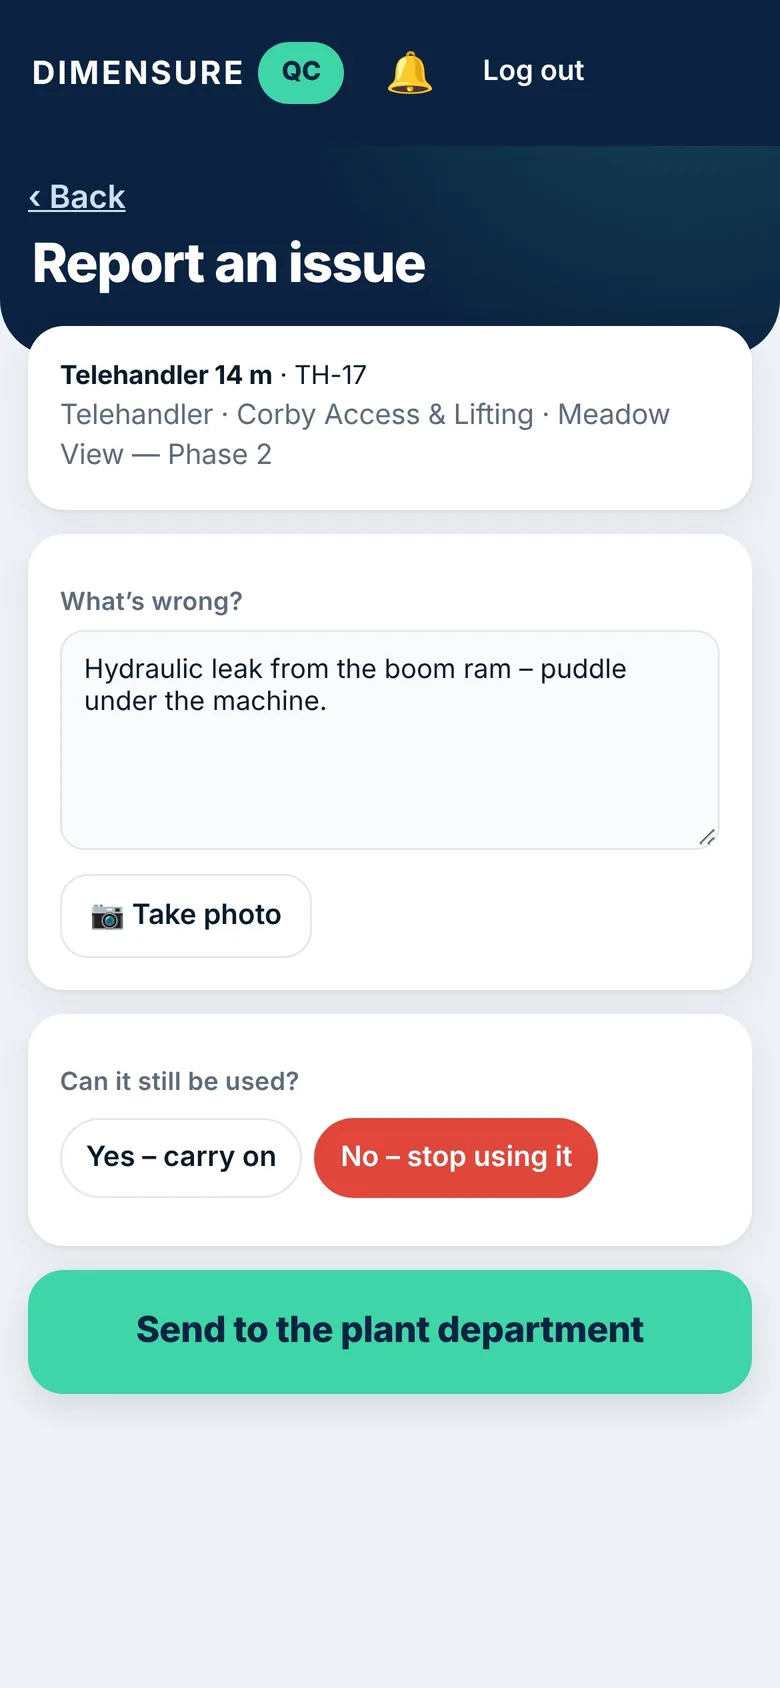 DIMENSURE QC Log out
‹ Back
Report an issue
Telehandler 14 m · TH-17
Telehandler · Corby Access & Lifting · Meadow
View — Phase 2
What’s wrong?
Hydraulic leak from the boom ram – puddle
under the machine.
Take photo
Can it still be used?
Yes – carry on No – stop using it
Send to the plant department